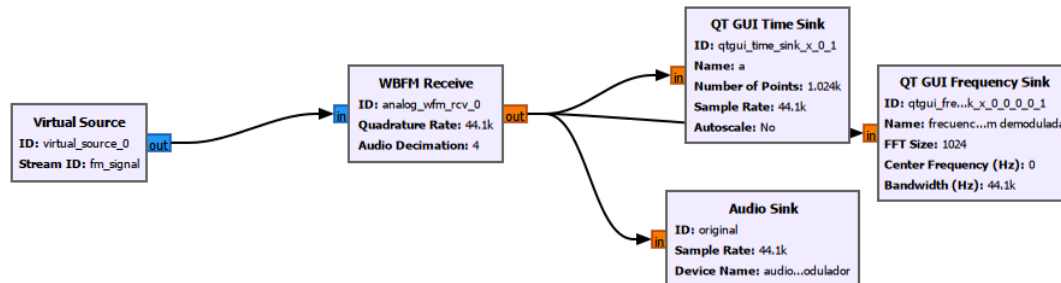 Virtual Source
ID: virtual_source_0
Stream ID: fm_signal
out
in
WBFM Receive
ID: analog_wfm_rcv_0
Quadrature Rate: 44.1k
Audio Decimation: 4
out
in
QT GUI Time Sink
ID: qtgui_time_sink_x_0_1
Name: a
Number of Points: 1.024k
Sample Rate: 44.1k
Autoscale: No
in
QT GUI Frequency Sink
ID: qtgui_fre...k_x_0_0_0_0_1
Name: frecuenc...m demodulada
FFT Size: 1024
Center Frequency (Hz): 0
Bandwidth (Hz): 44.1k
in
Audio Sink
ID: original
Sample Rate: 44.1k
Device Name: audio...odulador